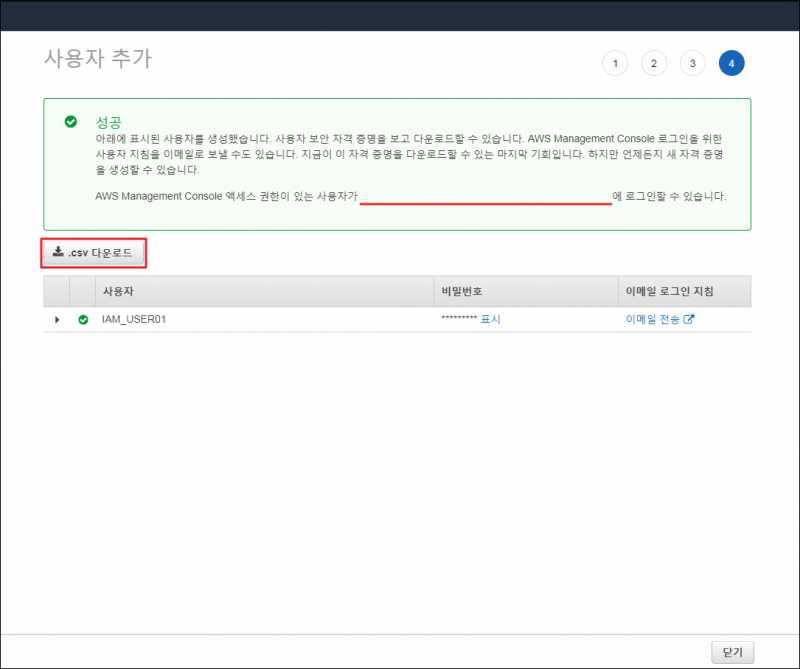 사용자 추가
1 2 3 4
성공
아래에 표시된 사용자를 생성했습니다. 사용자 보안 자격 증명을 보고 다운로드할 수 있습니다. AWS Management Console 로그인을 위한
사용자 지침을 이메일로 보낼 수도 있습니다. 지금이 이 자격 증명을 다운로드할 수 있는 마지막 기회입니다. 하지만 언제든지 새 자격 증명
을 생성할 수 있습니다.
AWS Management Console 액세스 권한이 있는 사용자가 에 로그인할 수 있습니다.
.csv 다운로드
사용자 비밀번호 이메일 로그인 지침
IAM_USER01 ********* 표시 이메일 전송
닫기